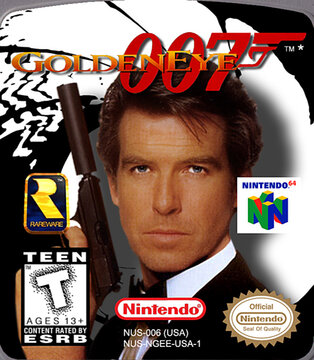 GOLDENEYE 007 ™*
R
RAREWARE
NINTENDO 64
N
TEEN
T
AGES 13+
CONTENT RATED BY
ESRB
Nintendo
NUS-006 (USA)
NUS-NGEE-USA-1
Official
Nintendo
Seal Of Quality